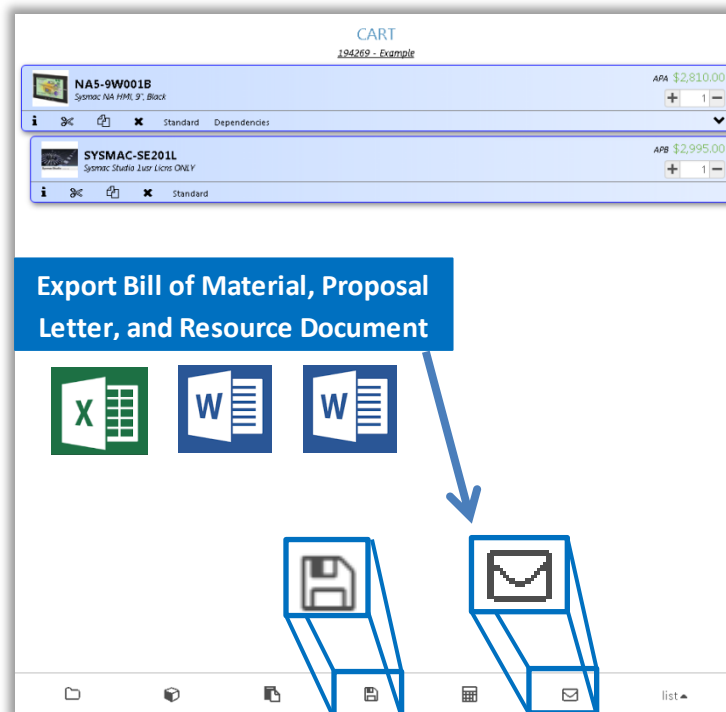 CART
194269 - Example
NA5-9W001B
Sysmac NA HMI, 9", Black
APA $2,810.00
1
Standard Dependencies
SYSMAC-SE201L
Sysmac Studio 1usr Licns ONLY
APB $2,995.00
1
Standard
Export Bill of Material, Proposal
Letter, and Resource Document
X
W
W
list